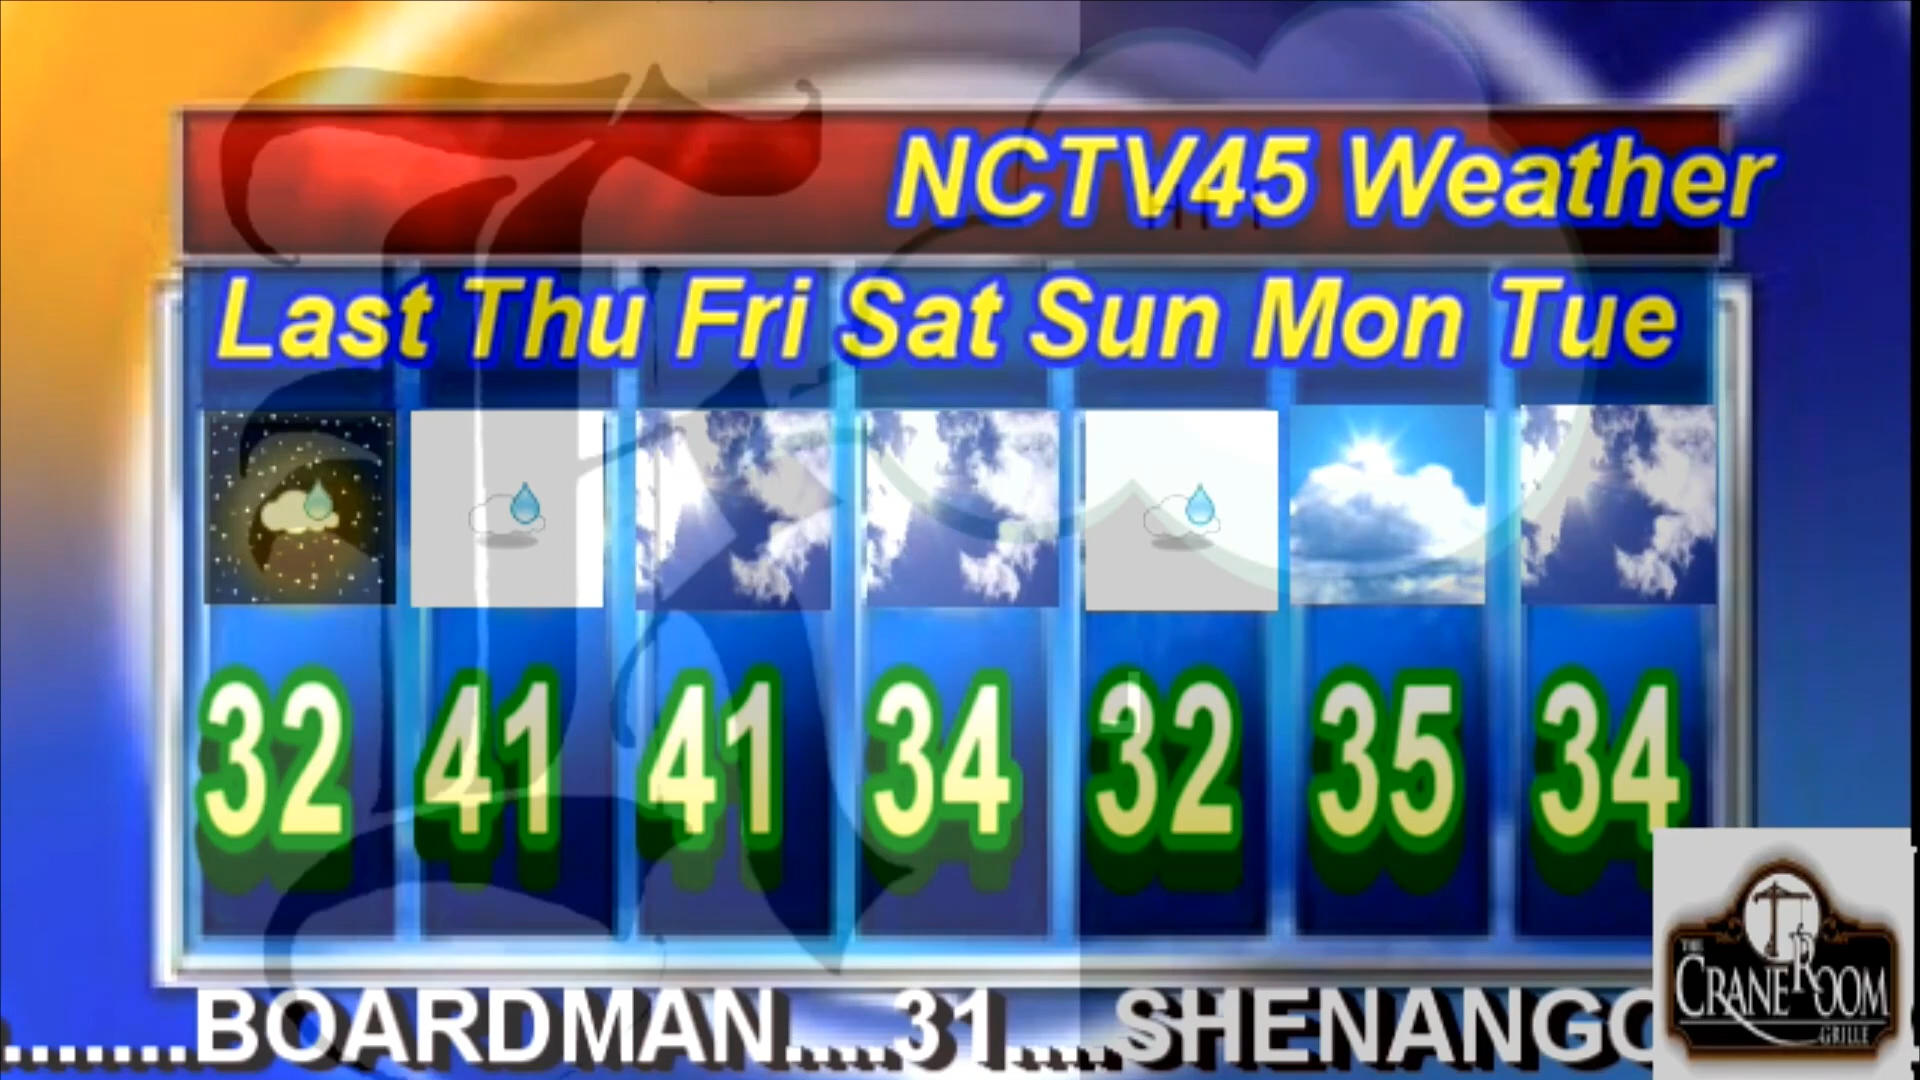 NCTV45 Weather
Last Thu Fri Sat Sun Mon Tue
32 41 41 34 32 35 34
.......BOARDMAN....31....SHENANGO
THE
CRANE ROOM
GRILLE